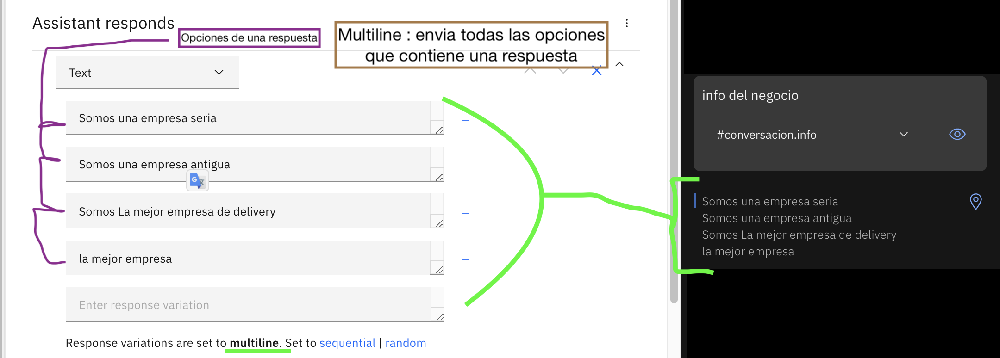 Assistant responds
Opciones de una respuesta
Multiline : envia todas las opciones
que contiene una respuesta
Text
Somos una empresa seria
Somos una empresa antigua
Somos La mejor empresa de delivery
la mejor empresa
Enter response variation
Response variations are set to multiline. Set to sequential | random
info del negocio
#conversacion.info
Somos una empresa seria
Somos una empresa antigua
Somos La mejor empresa de delivery
la mejor empresa